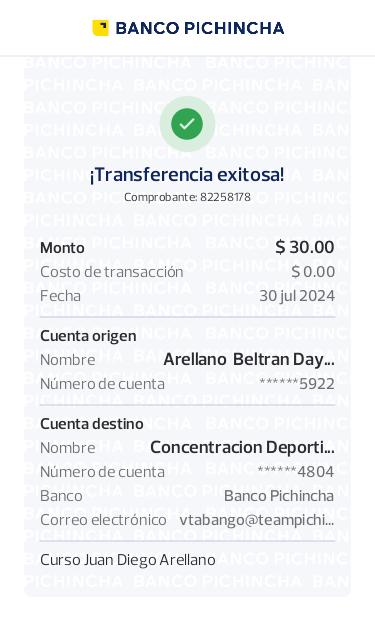 BANCO PICHINCHA
¡Transferencia exitosa!
Comprobante: 82258178
Monto $ 30.00
Costo de transacción $ 0.00
Fecha 30 jul 2024
Cuenta origen
Nombre Arellano Beltran Day...
Número de cuenta ******5922
Cuenta destino
Nombre Concentracion Deporti...
Número de cuenta ******4804
Banco Banco Pichincha
Correo electrónico vtabango@teampichi...
Curso Juan Diego Arellano